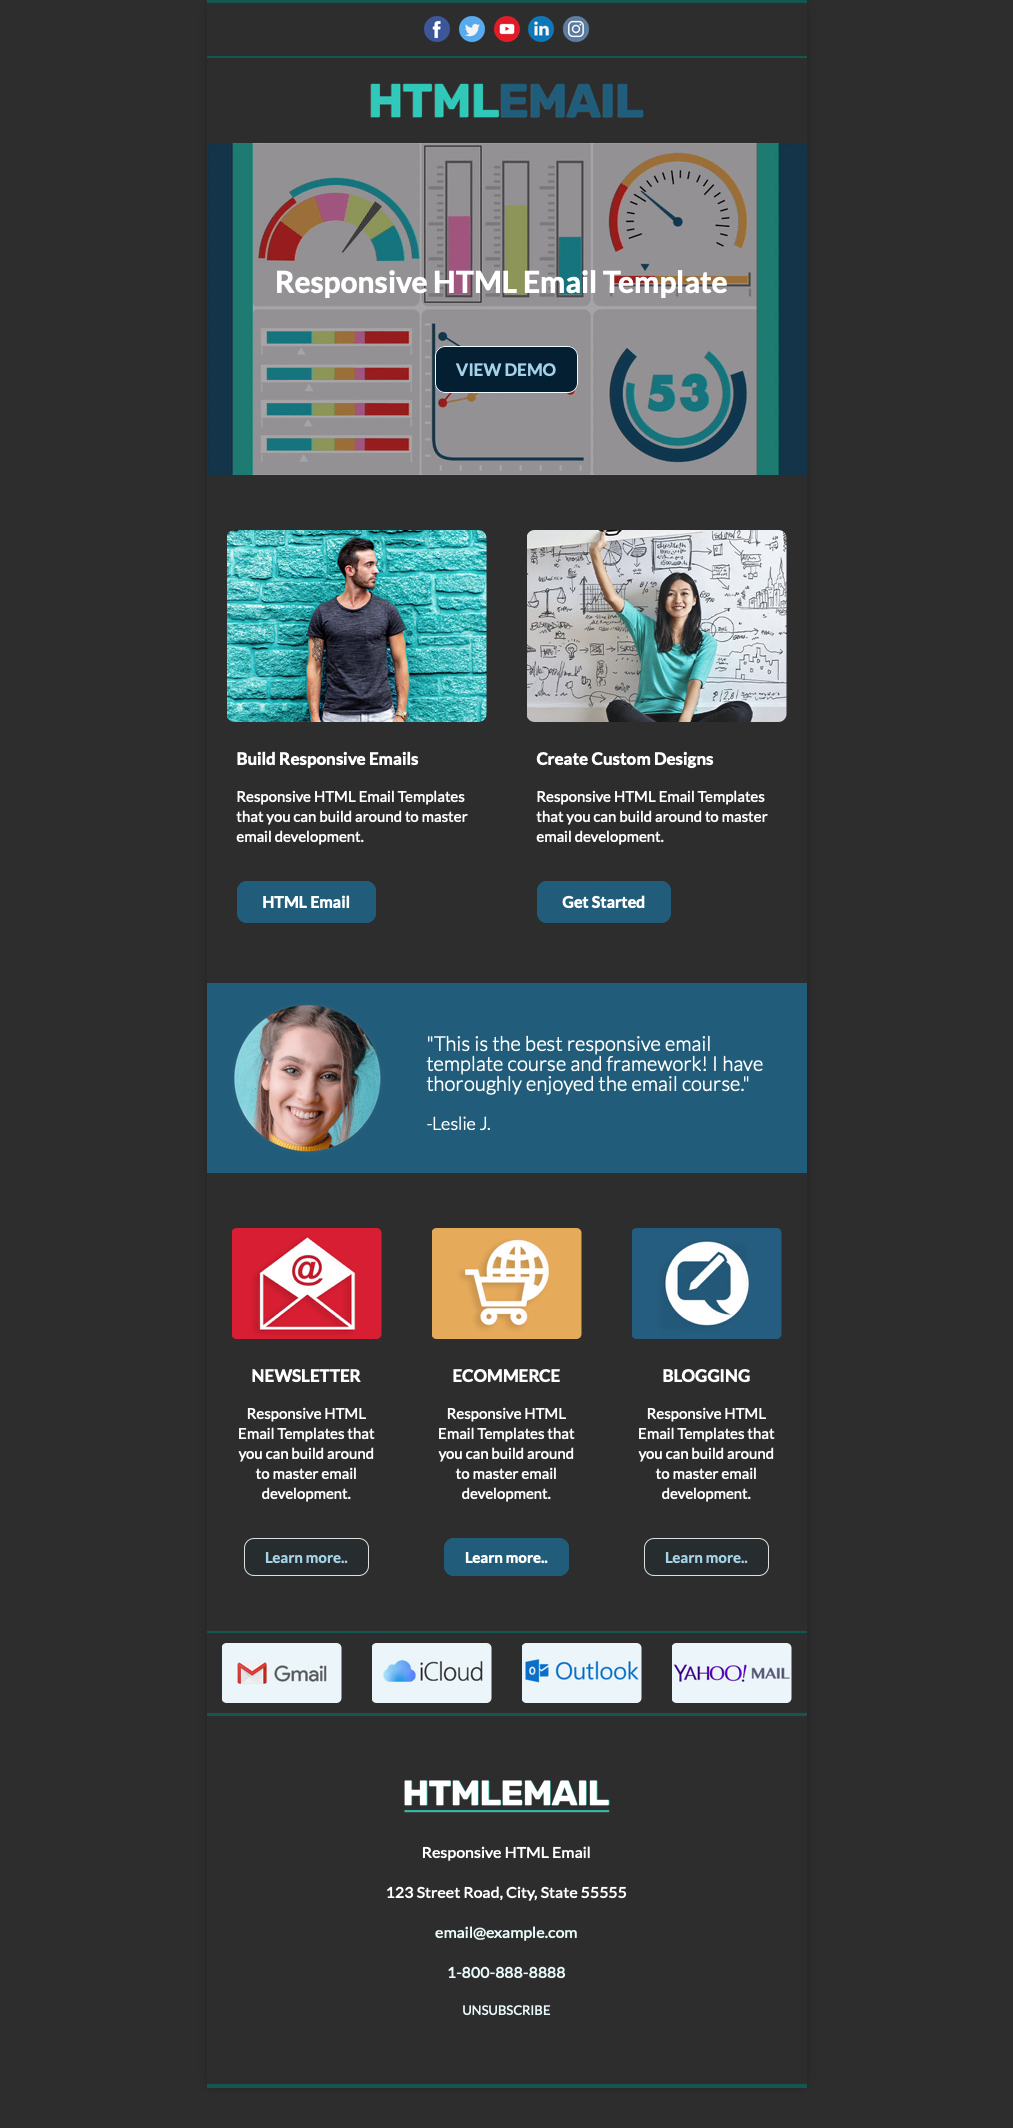 HTMLEMAIL
Responsive HTML Email Template
VIEW DEMO
53
Build Responsive Emails
Responsive HTML Email Templates
that you can build around to master
email development.
HTML Email
Create Custom Designs
Responsive HTML Email Templates
that you can build around to master
email development.
Get Started
"This is the best responsive email
template course and framework! I have
thoroughly enjoyed the email course."
-Leslie J.
NEWSLETTER
Responsive HTML
Email Templates that
you can build around
to master email
development.
Learn more..
ECOMMERCE
Responsive HTML
Email Templates that
you can build around
to master email
development.
Learn more..
BLOGGING
Responsive HTML
Email Templates that
you can build around
to master email
development.
Learn more..
Gmail
iCloud
Outlook
YAHOO! MAIL
HTMLEMAIL
Responsive HTML Email
123 Street Road, City, State 55555
email@example.com
1-800-888-8888
UNSUBSCRIBE